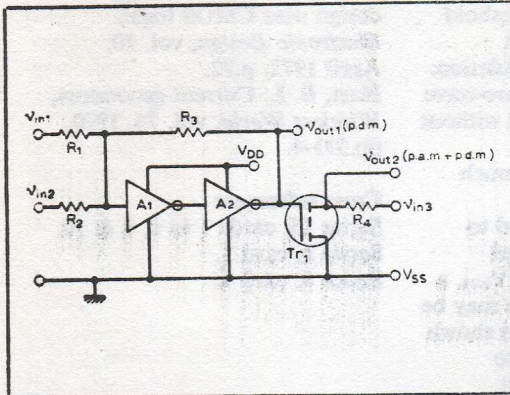 vin1
R1
R3
vout1 (p.d.m)
VDD
vout2 (p.a.m + p.d.m)
vin2
R2
A1
A2
R4
vin3
Tr1
VSS